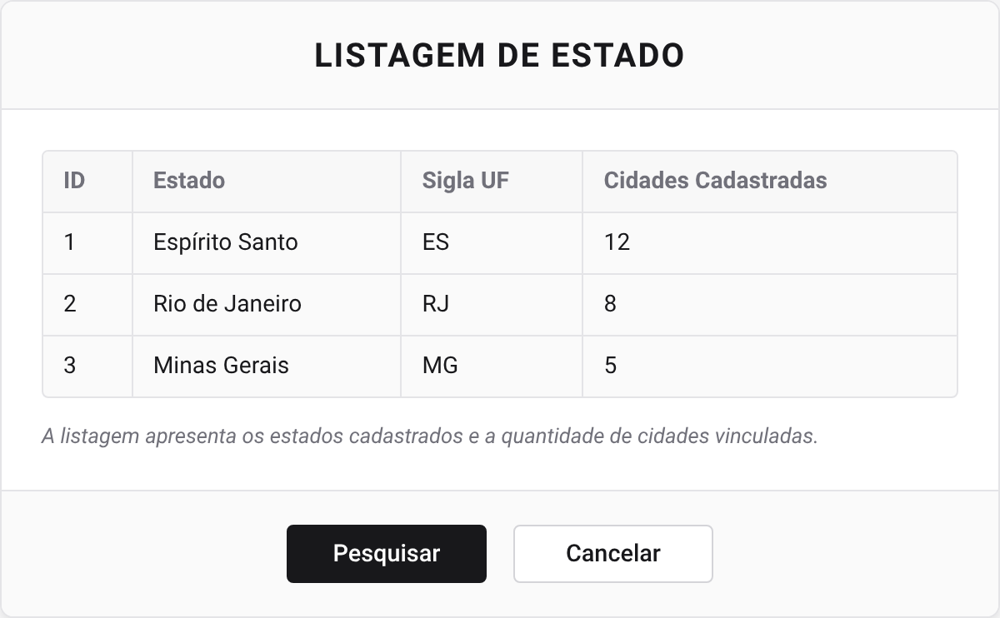 LISTAGEM DE ESTADO
ID Estado Sigla UF Cidades Cadastradas
1 Espírito Santo ES 12
2 Rio de Janeiro RJ 8
3 Minas Gerais MG 5
A listagem apresenta os estados cadastrados e a quantidade de cidades vinculadas.
Pesquisar Cancelar